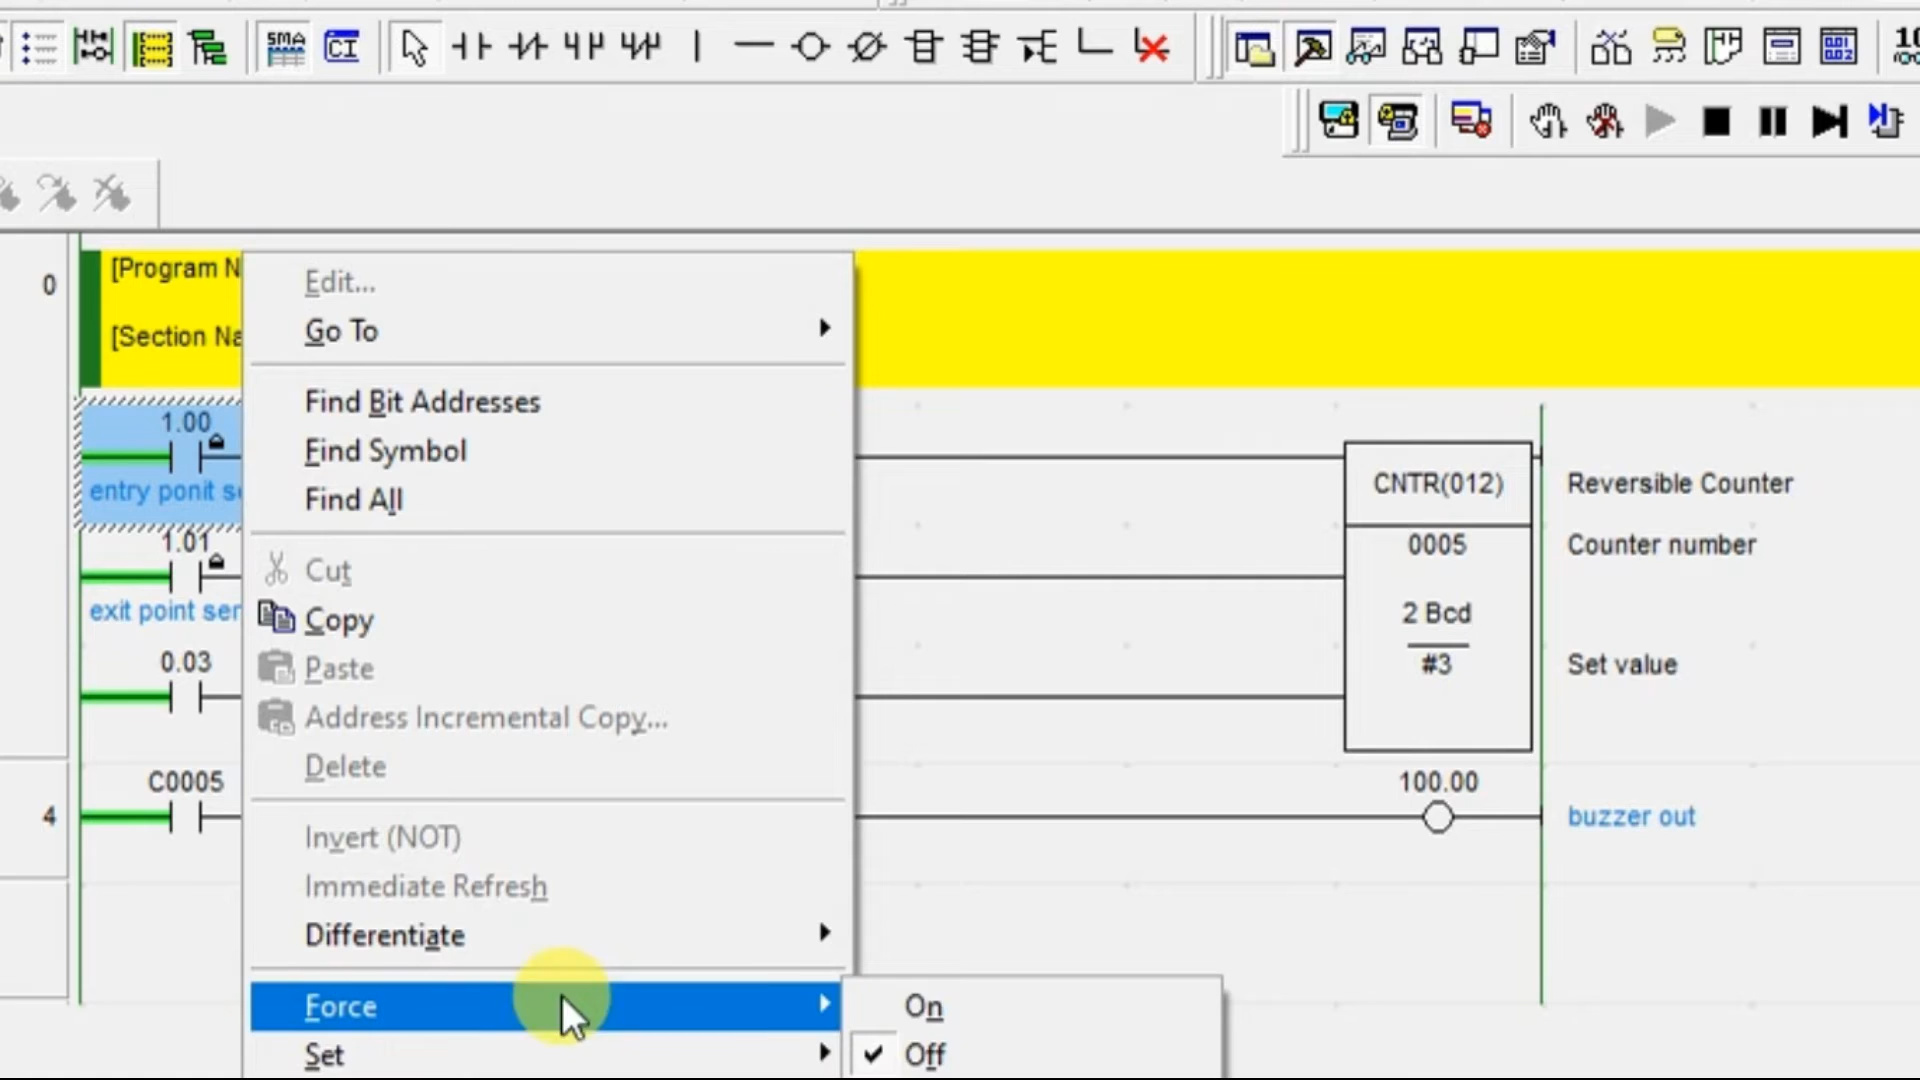 SMA
CI
0
[Program N
[Section Na
Edit...
Go To
Find Bit Addresses
Find Symbol
Find All
Cut
Copy
Paste
Address Incremental Copy...
Delete
Invert (NOT)
Immediate Refresh
Differentiate
Force
Set
On
Off
1.00
entry ponit se
1.01
exit point ser
0.03
C0005
4
CNTR(012)
Reversible Counter
0005
Counter number
2 Bcd
#3
Set value
100.00
buzzer out